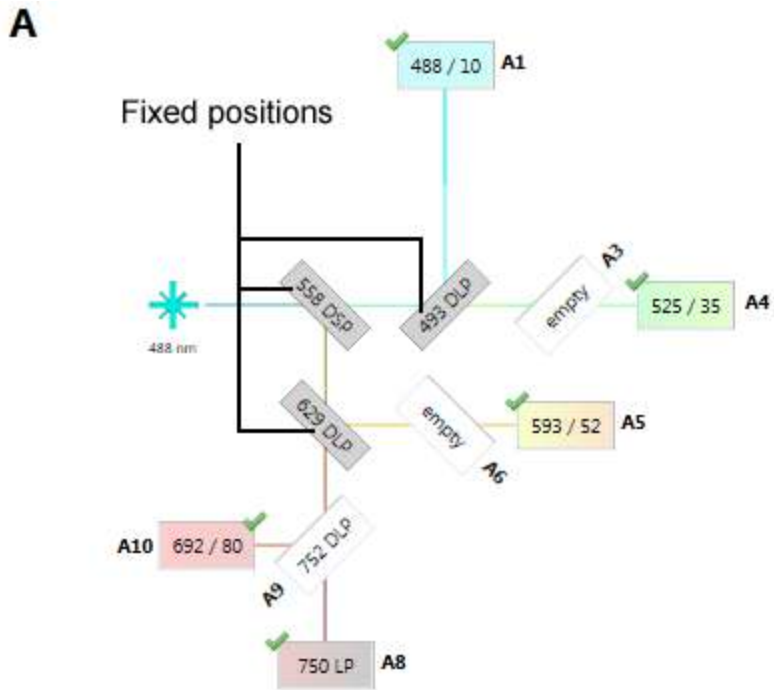 A
488 / 10
A1
Fixed positions
A3
558 DSP
493 DLP
empty
525 / 35
A4
488 nm
629 DLP
empty
593 / 52
A5
A6
A10
692 / 80
752 DLP
A9
750 LP
A8